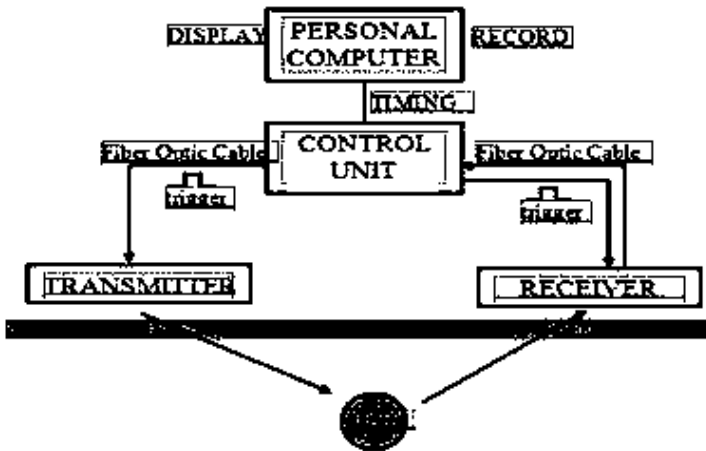 DISPLAY
PERSONAL
COMPUTER
RECORD
TIMING
Fiber Optic Cable
CONTROL
UNIT
Fiber Optic Cable
trigger
trigger
TRANSMITTER
RECEIVER